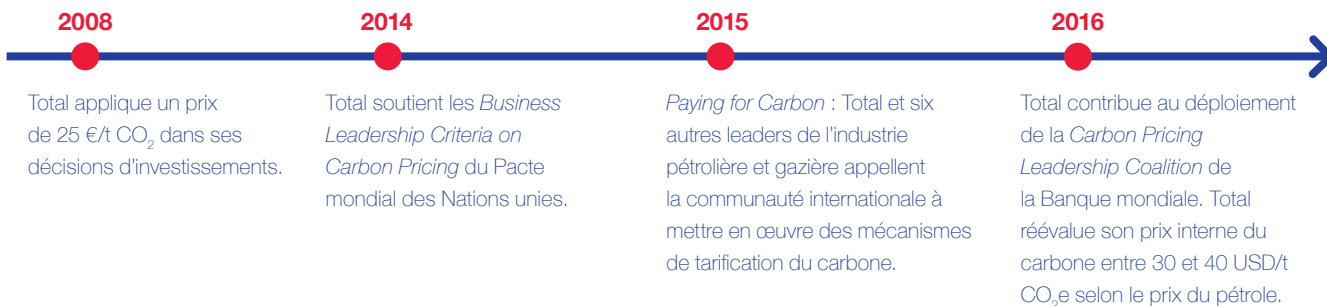 2008
Total applique un prix
de 25 €/t CO₂ dans ses
décisions d’investissements.
2014
Total soutient les Business
Leadership Criteria on
Carbon Pricing du Pacte
mondial des Nations unies.
2015
Paying for Carbon : Total et six
autres leaders de l’industrie
pétrolière et gazière appellent
la communauté internationale à
mettre en œuvre des mécanismes
de tarification du carbone.
2016
Total contribue au déploiement
de la Carbon Pricing
Leadership Coalition de
la Banque mondiale. Total
réévalue son prix interne du
carbone entre 30 et 40 USD/t
CO₂e selon le prix du pétrole.